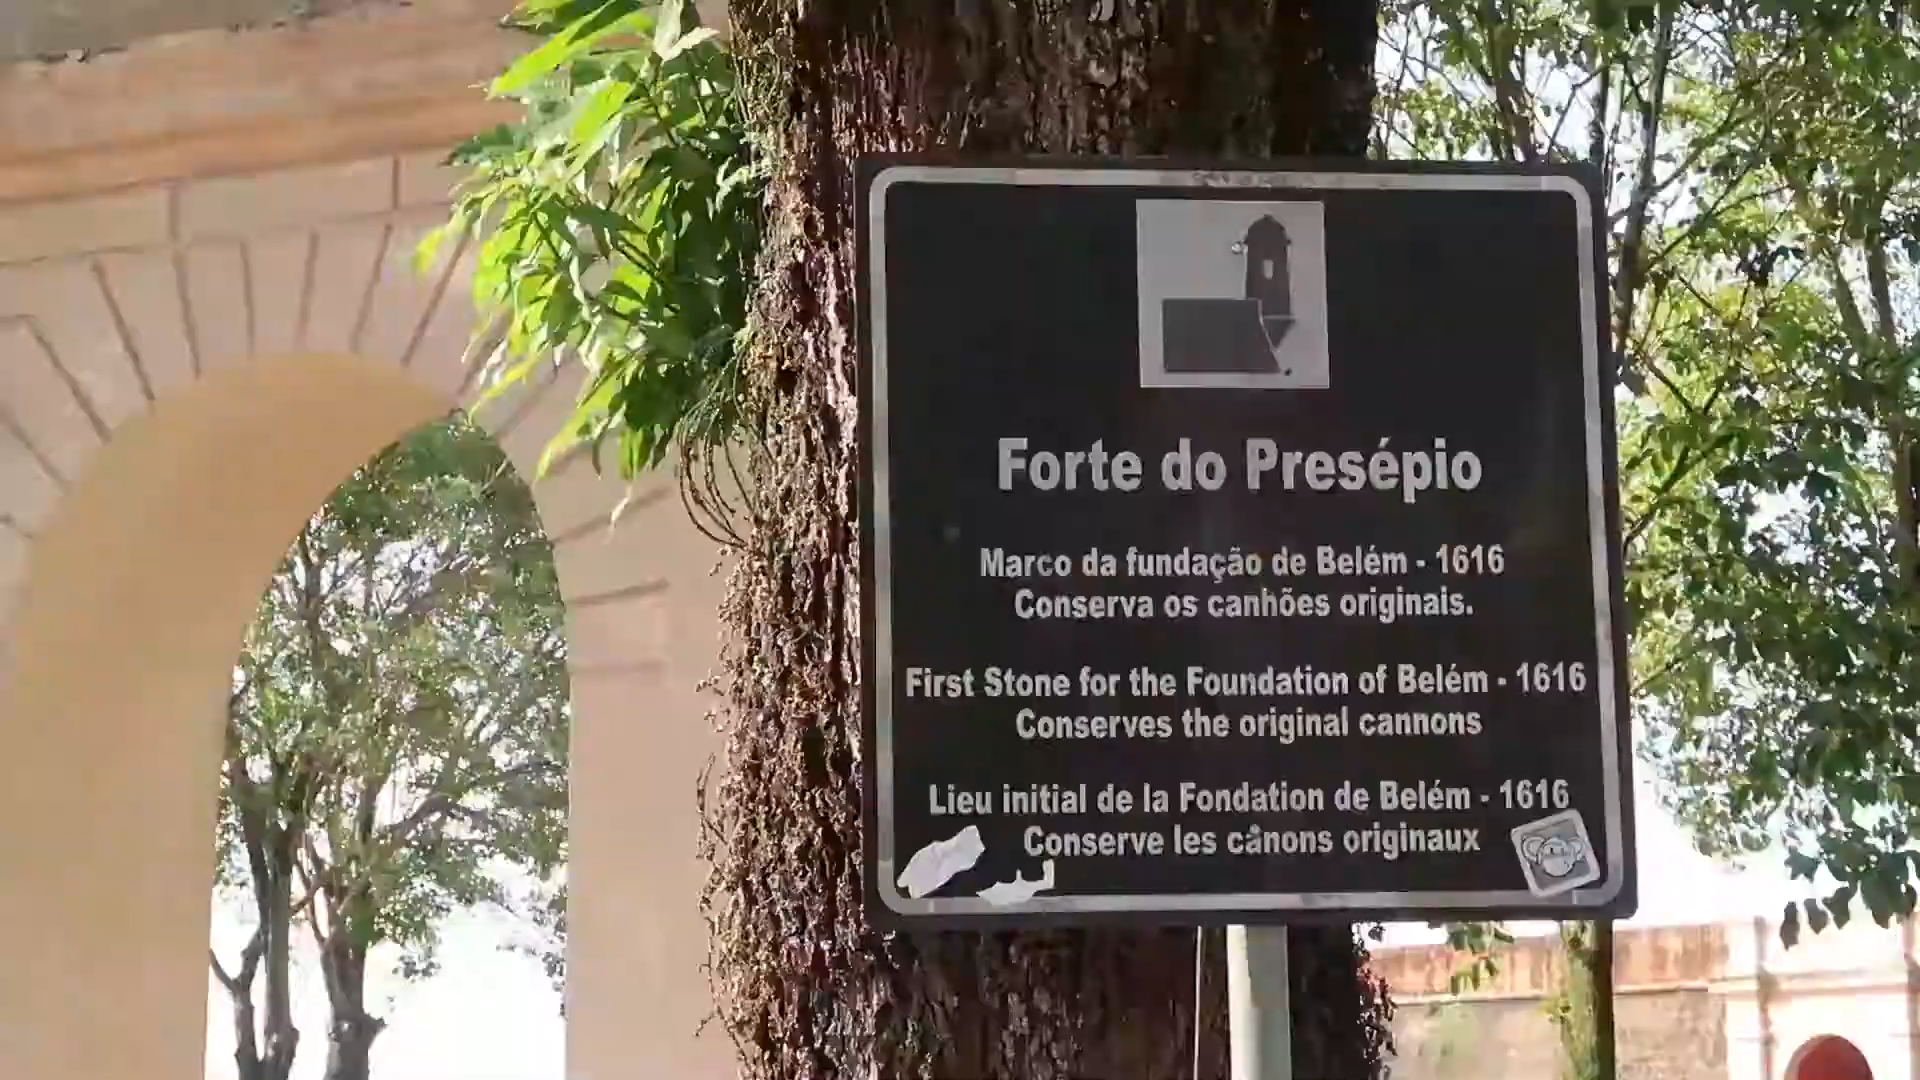 Forte do Presépio
Marco da fundação de Belém - 1616
Conserva os canhões originais.
First Stone for the Foundation of Belém - 1616
Conserves the original cannons
Lieu initial de la Fondation de Belém - 1616
Conserve les cânons originaux